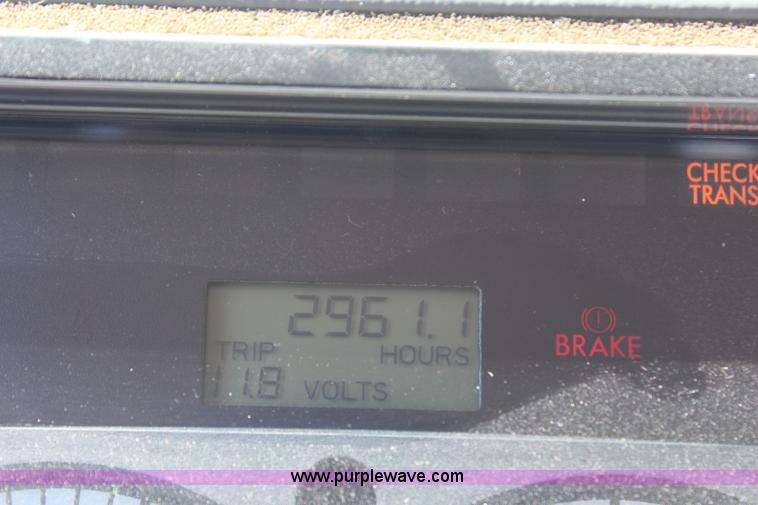 CHECK
TRANS
2961.1
TRIP HOURS
11.8 VOLTS
BRAKE
www.purplewave.com